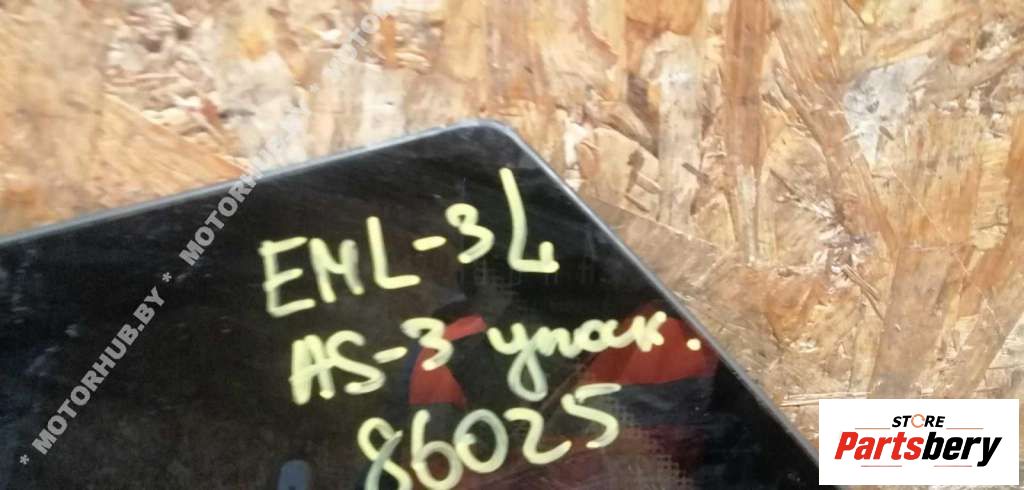 EML-3L
AS-3 упак.
86025
* MOTORHUB.BY * MOTORHUB.BY *
STORE
Partsbery